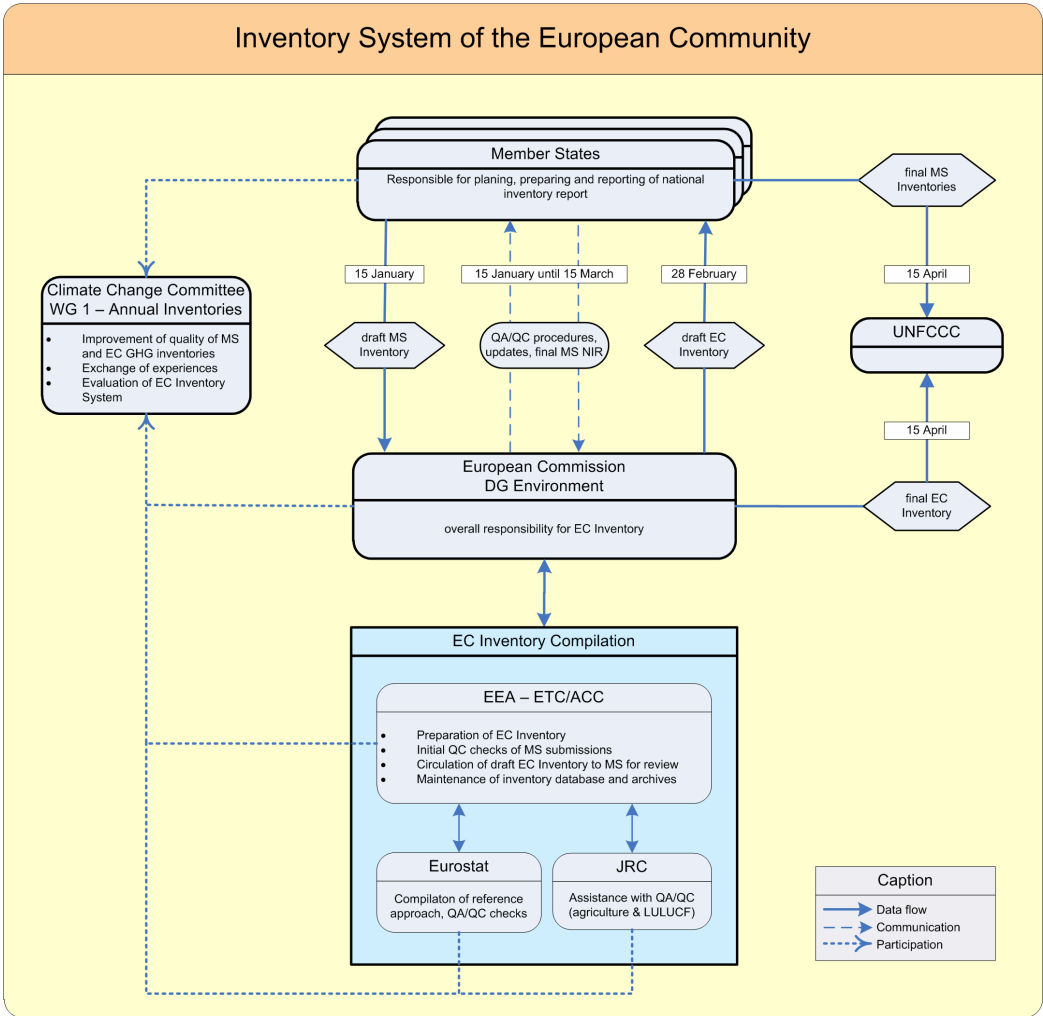 Inventory System of the European Community
Member States
Responsible for planing, preparing and reporting of national
inventory report
final MS
Inventories
15 January
15 January until 15 March
28 February
15 April
Climate Change Committee
WG 1 – Annual Inventories
• Improvement of quality of MS
and EC GHG inventories
• Exchange of experiences
• Evaluation of EC Inventory
System
draft MS
Inventory
QA/QC procedures,
updates, final MS NIR
draft EC
Inventory
UNFCCC
15 April
European Commission
DG Environment
overall responsibility for EC Inventory
final EC
Inventory
EC Inventory Compilation
EEA – ETC/ACC
• Preparation of EC Inventory
• Initial QC checks of MS submissions
• Circulation of draft EC Inventory to MS for review
• Maintenance of inventory database and archives
Eurostat
Compilaton of reference
approach, QA/QC checks
JRC
Assistance with QA/QC
(agriculture & LULUCF)
Caption
Data flow
Communication
Participation